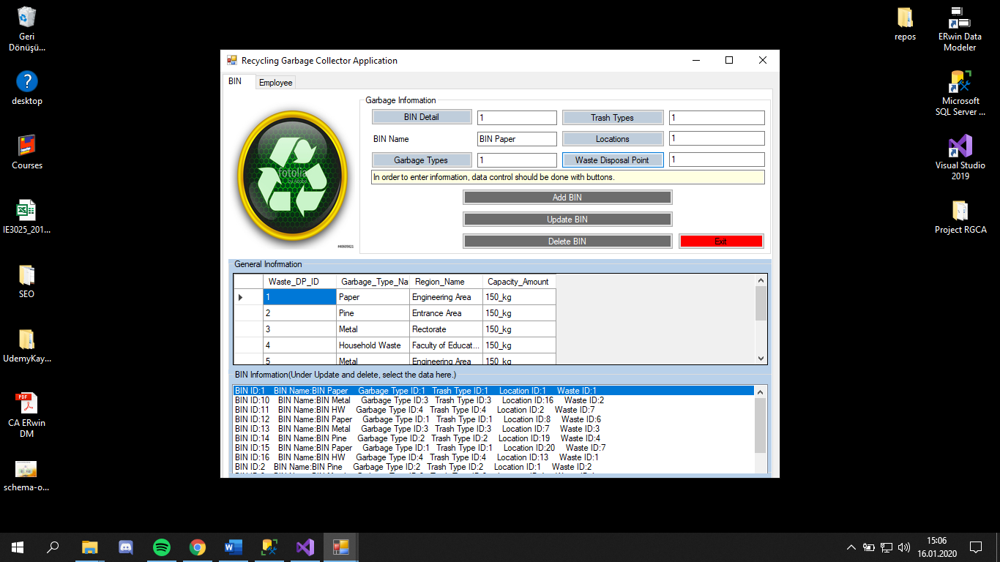 Geri
Dönüşü...
desktop
Courses
IE3025_201...
SEO
UdemyKay...
CA ERwin
DM
schema-o...
repos
ERwin Data
Modeler
Microsoft
SQL Server ...
Visual Studio
2019
Project RGCA
Recycling Garbage Collector Application
BIN
Employee
fotolia
#40609821
Garbage Information
BIN Detail 1 Trash Types 1
BIN Name BIN Paper Locations 1
Garbage Types 1 Waste Disposal Point 1
In order to enter infomation, data control should be done with buttons.
Add BIN
Update BIN
Delete BIN
Exit
General Inofrmation
Waste_DP_ID Garbage_Type_Na Region_Name Capacity_Amount
1 Paper Engineering Area 150_kg
2 Pine Entrance Area 150_kg
3 Metal Rectorate 150_kg
4 Household Waste Faculty of Educat... 150_kg
5 Metal Engineering Area 150_kg
BIN Information(Under Update and delete, select the data here.)
BIN ID:1 BIN Name:BIN Paper Garbage Type ID:1 Trash Type ID:1 Location ID:1 Waste ID:1
BIN ID:10 BIN Name:BIN Metal Garbage Type ID:3 Trash Type ID:3 Location ID:16 Waste ID:2
BIN ID:11 BIN Name:BIN HW Garbage Type ID:4 Trash Type ID:4 Location ID:2 Waste ID:7
BIN ID:12 BIN Name:BIN Paper Garbage Type ID:1 Trash Type ID:1 Location ID:8 Waste ID:6
BIN ID:13 BIN Name:BIN Metal Garbage Type ID:3 Trash Type ID:3 Location ID:7 Waste ID:3
BIN ID:14 BIN Name:BIN Pine Garbage Type ID:2 Trash Type ID:2 Location ID:19 Waste ID:4
BIN ID:15 BIN Name:BIN Paper Garbage Type ID:1 Trash Type ID:1 Location ID:20 Waste ID:7
BIN ID:16 BIN Name:BIN HW Garbage Type ID:4 Trash Type ID:4 Location ID:13 Waste ID:1
BIN ID:2 BIN Name:BIN Pine Garbage Type ID:2 Trash Type ID:2 Location ID:1 Waste ID:2
15:06
16.01.2020